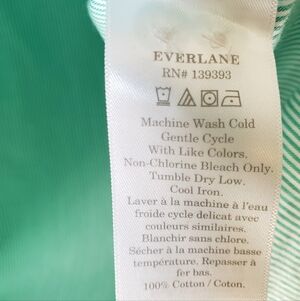 EVERLANE
RN# 139393
Machine Wash Cold
Gentle Cycle
With Like Colors.
Non-Chlorine Bleach Only.
Tumble Dry Low.
Cool Iron.
Laver à la machine à l'eau
froide cycle delicat avec
couleurs similaires.
Blanchir sans chlore.
Sécher à la machine basse
température. Repasser à
fer bas.
100% Cotton / Coton.